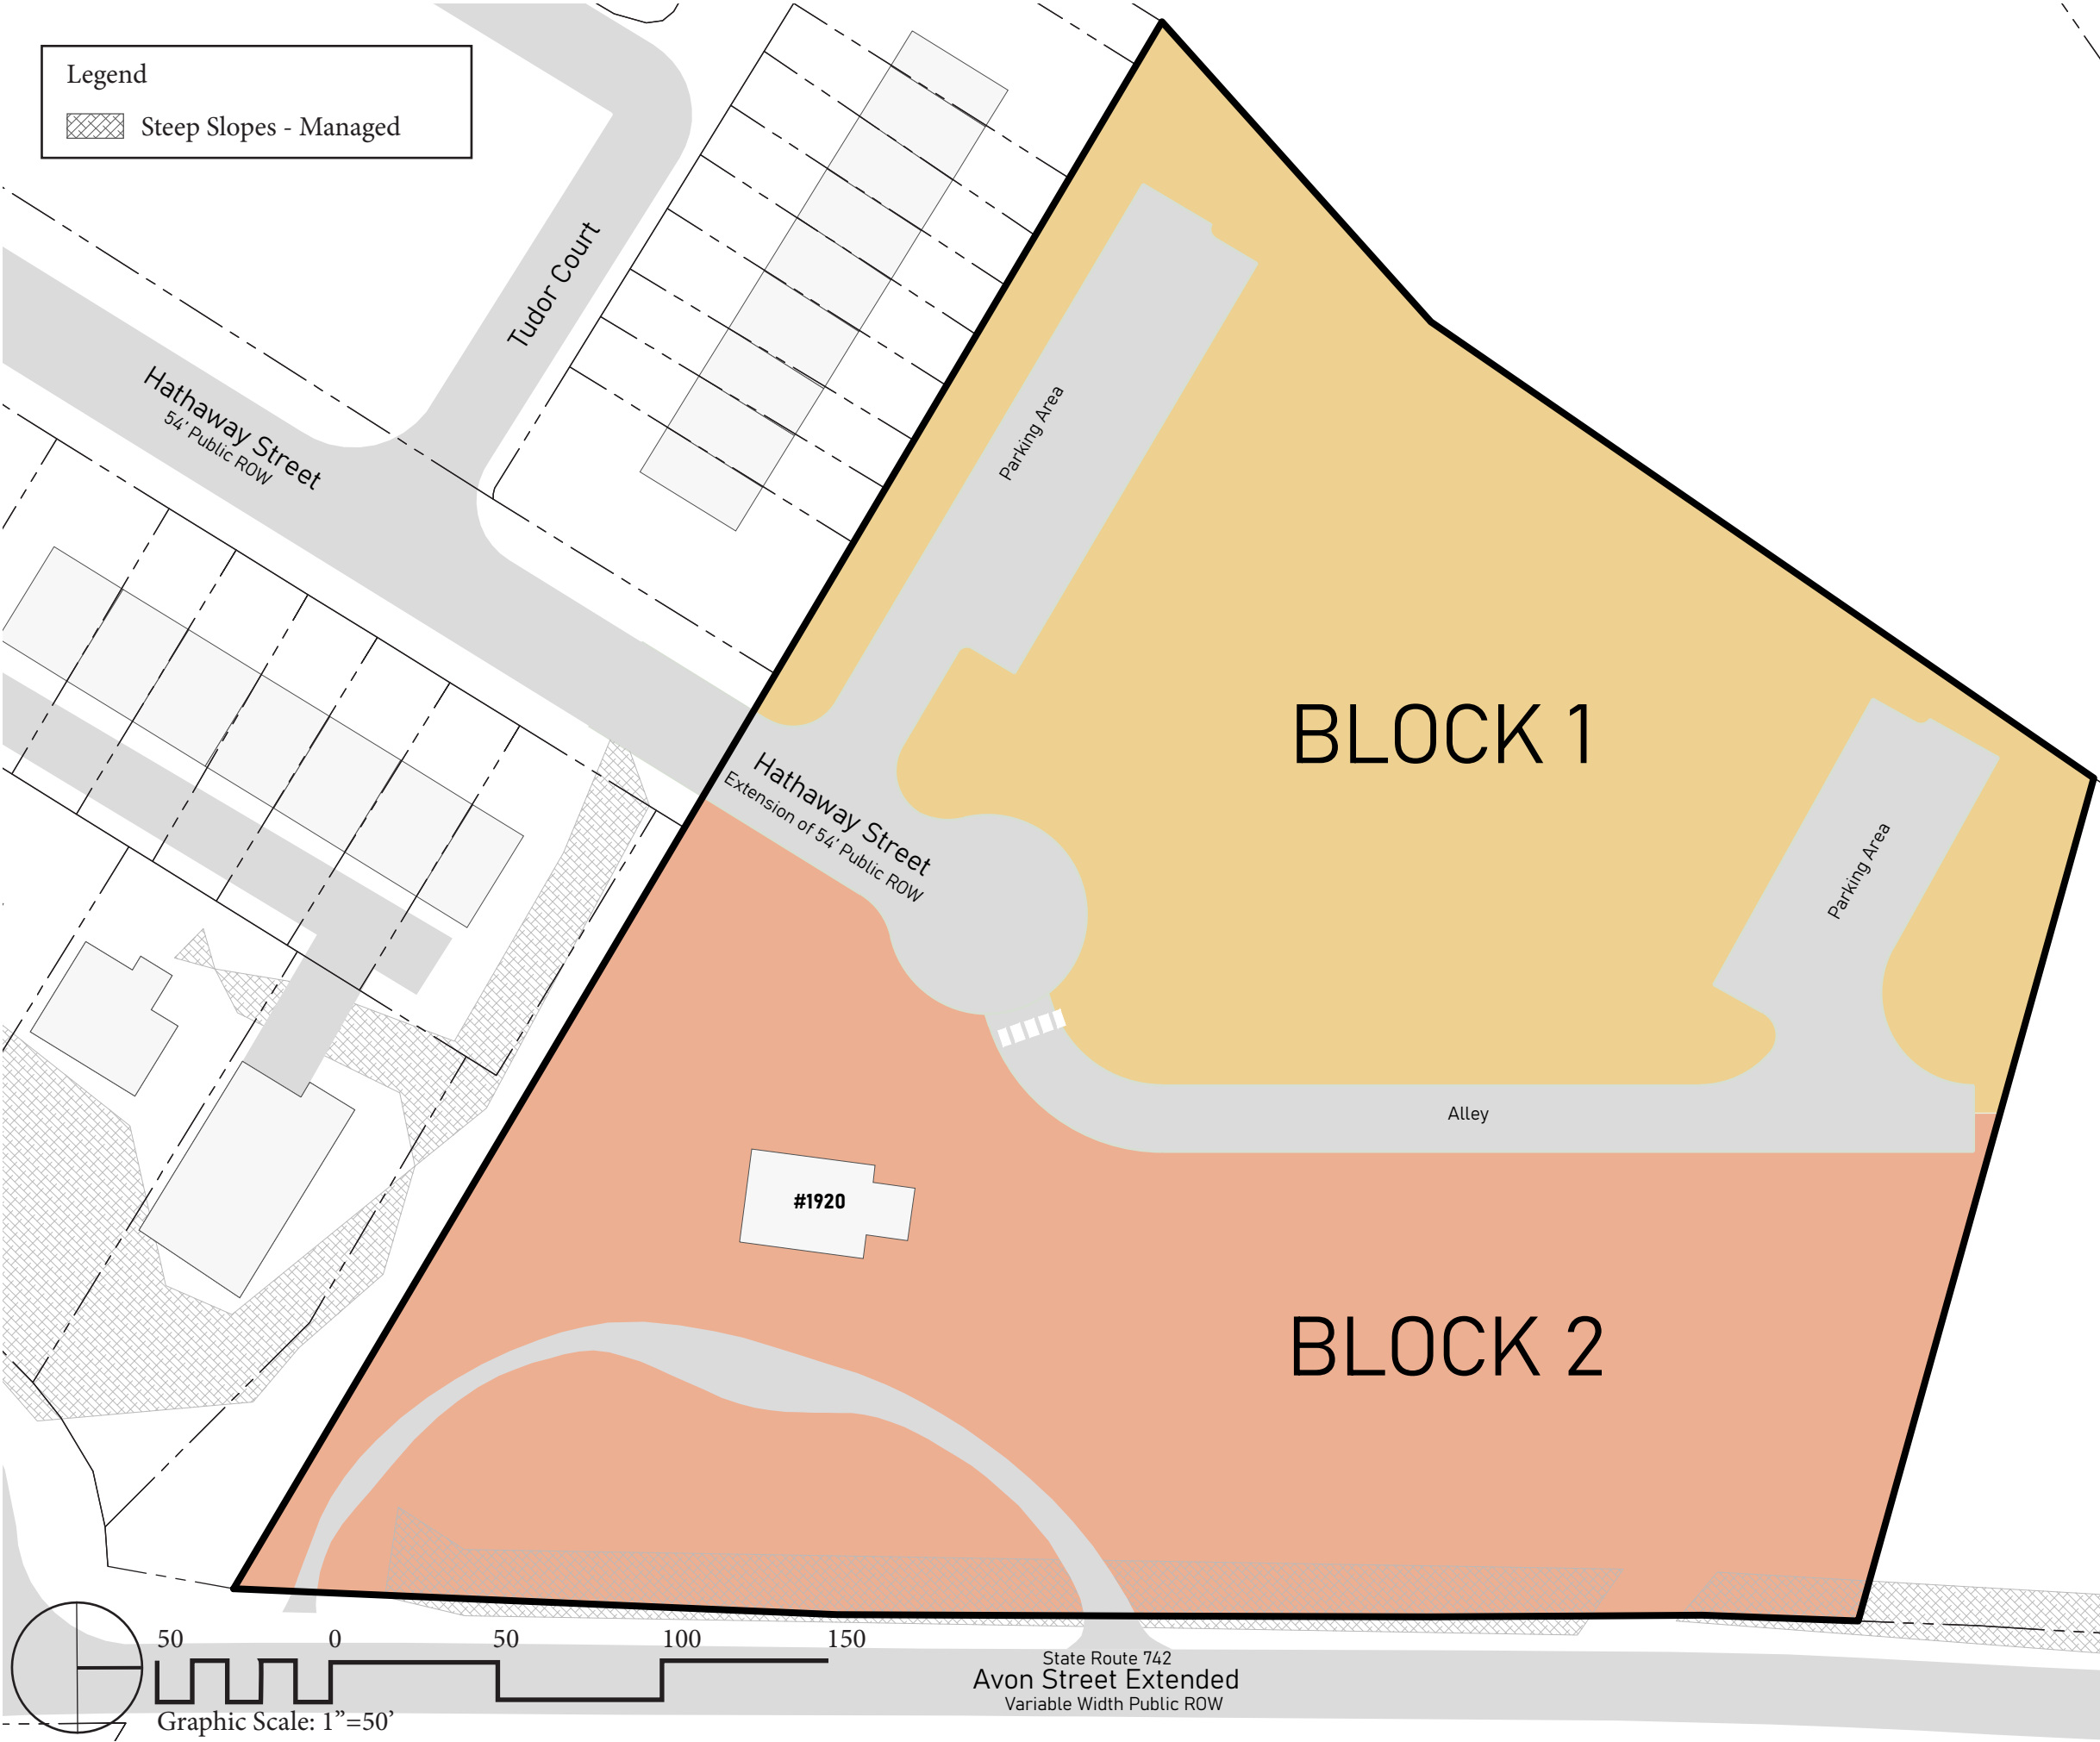 Legend
Steep Slopes - Managed
Tudor Court
Hathaway Street
54' Public ROW
Parking Area
BLOCK 1
Hathaway Street
Extension of 54' Public ROW
Parking Area
Alley
#1920
BLOCK 2
50 0 50 100 150
Graphic Scale: 1”=50’
State Route 742
Avon Street Extended
Variable Width Public ROW